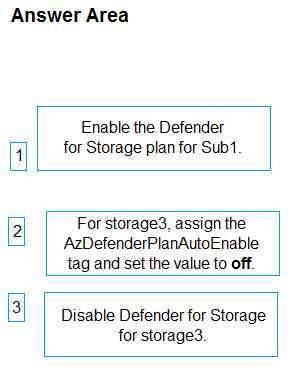 Answer Area
1
Enable the Defender
for Storage plan for Sub1.
2
For storage3, assign the
AzDefenderPlanAutoEnable
tag and set the value to off.
3
Disable Defender for Storage
for storage3.